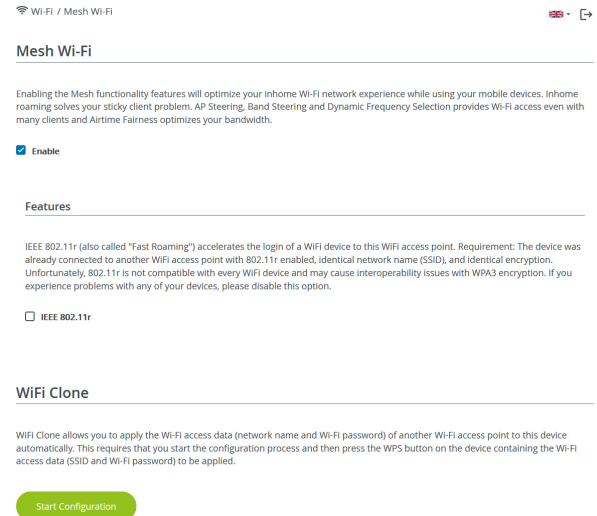 Wi-Fi / Mesh Wi-Fi
Mesh Wi-Fi
Enabling the Mesh functionality features will optimize your inhome Wi-Fi network experience while using your mobile devices. Inhome
roaming solves your sticky client problem. AP Steering, Band Steering and Dynamic Frequency Selection provides Wi-Fi access even with
many clients and Airtime Fairness optimizes your bandwidth.
Enable
Features
IEEE 802.11r (also called "Fast Roaming") accelerates the login of a WiFi device to this WiFi access point. Requirement: The device was
already connected to another WiFi access point with 802.11r enabled, identical network name (SSID), and identical encryption.
Unfortunately, 802.11r is not compatible with every WiFi device and may cause interoperability issues with WPA3 encryption. If you
experience problems with any of your devices, please disable this option.
IEEE 802.11r
WiFi Clone
WiFi Clone allows you to apply the Wi-Fi access data (network name and Wi-Fi password) of another Wi-Fi access point to this device
automatically. This requires that you start the configuration process and then press the WPS button on the device containing the Wi-Fi
access data (SSID and Wi-Fi password) to be applied.
Start Configuration